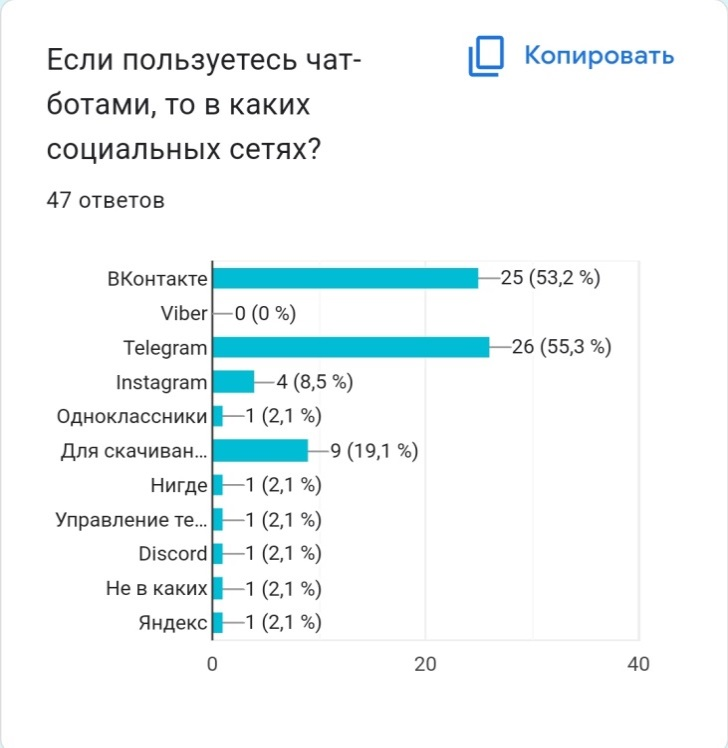 Если пользуетесь чат-
ботами, то в каких
социальных сетях?
Копировать
47 ответов
ВКонтакте 25 (53,2 %)
Viber 0 (0 %)
Telegram 26 (55,3 %)
Instagram 4 (8,5 %)
Одноклассники 1 (2,1 %)
Для скачиван... 9 (19,1 %)
Нигде 1 (2,1 %)
Управление те... 1 (2,1 %)
Discord 1 (2,1 %)
Не в каких 1 (2,1 %)
Яндекс 1 (2,1 %)
0 20 40